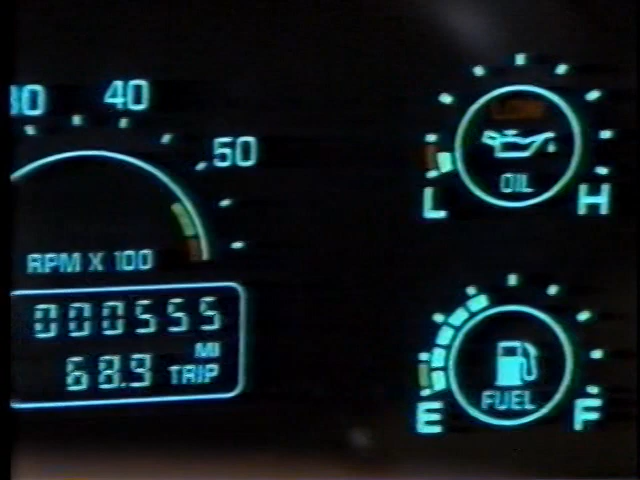 40
50
RPM X 100
000555
MI
68.9 TRIP
LOW
OIL
L H
FUEL
E F